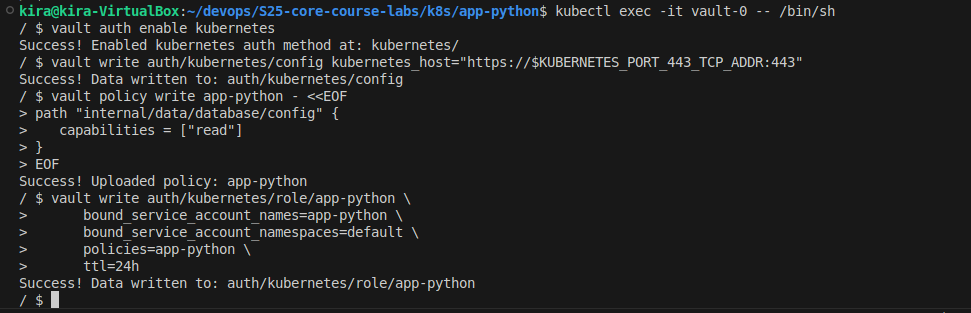 kira@kira-VirtualBox:~/devops/S25-core-course-labs/k8s/app-python$ kubectl exec -it vault-0 -- /bin/sh
/ $ vault auth enable kubernetes
Success! Enabled kubernetes auth method at: kubernetes/
/ $ vault write auth/kubernetes/config kubernetes_host="https://$KUBERNETES_PORT_443_TCP_ADDR:443"
Success! Data written to: auth/kubernetes/config
/ $ vault policy write app-python - <<EOF
> path "internal/data/database/config" {
>    capabilities = ["read"]
> }
> EOF
Success! Uploaded policy: app-python
/ $ vault write auth/kubernetes/role/app-python \
>       bound_service_account_names=app-python \
>       bound_service_account_namespaces=default \
>       policies=app-python \
>       ttl=24h
Success! Data written to: auth/kubernetes/role/app-python
/ $